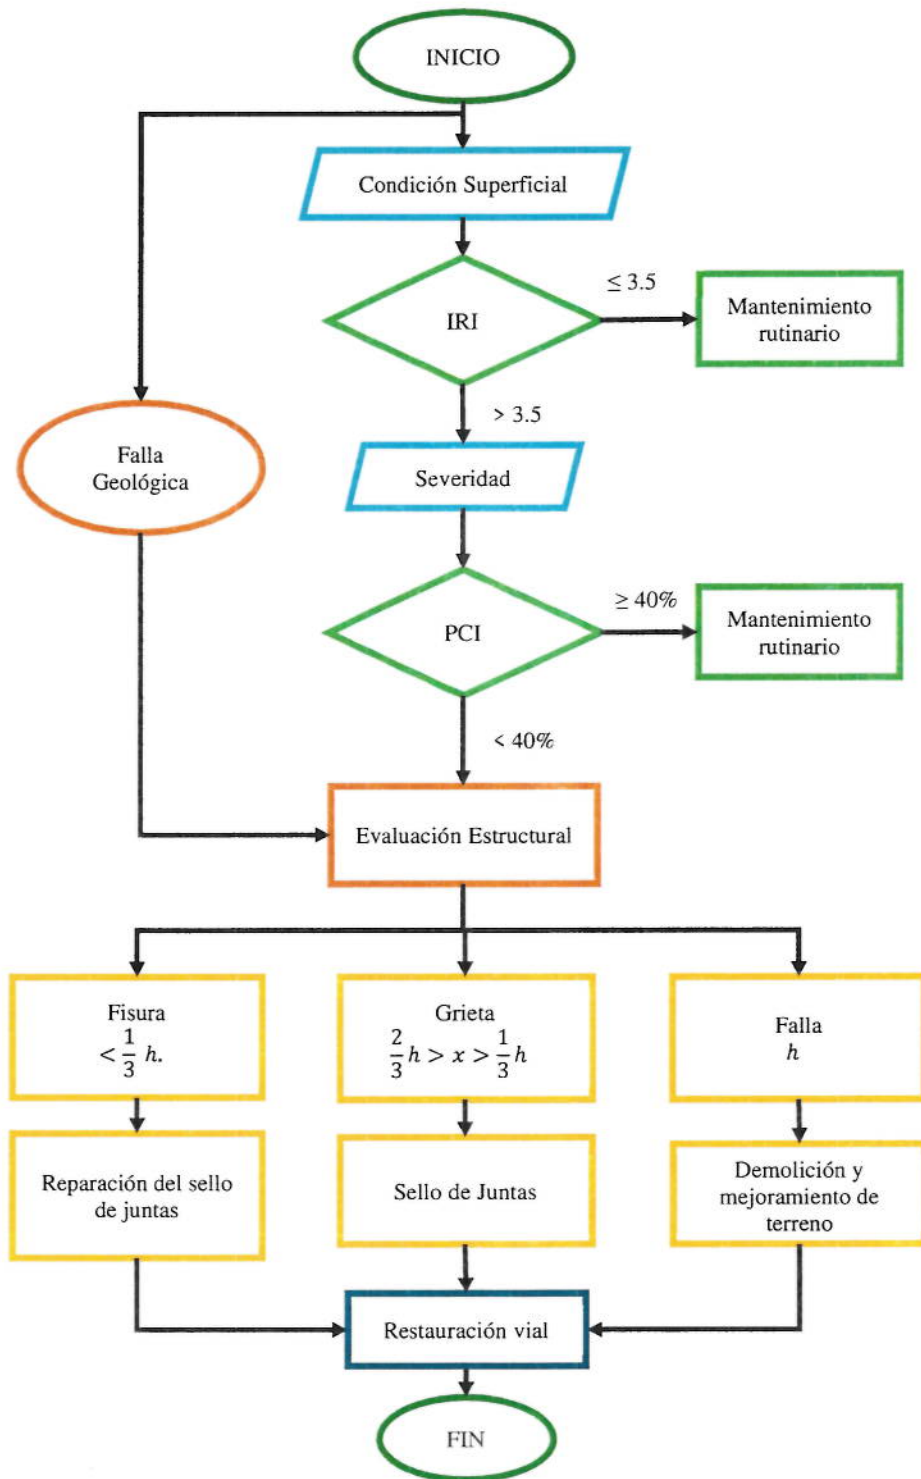 INICIO
Condición Superficial
IRI
≤ 3.5
Mantenimiento
rutinario
> 3.5
Falla
Geológica
Severidad
PCI
≥ 40%
Mantenimiento
rutinario
< 40%
Evaluación Estructural
Fisura
< 1/3 h.
Grieta
2/3 h > x > 1/3 h
Falla
h
Reparación del sello
de juntas
Sello de Juntas
Demolición y
mejoramiento de
terreno
Restauración vial
FIN